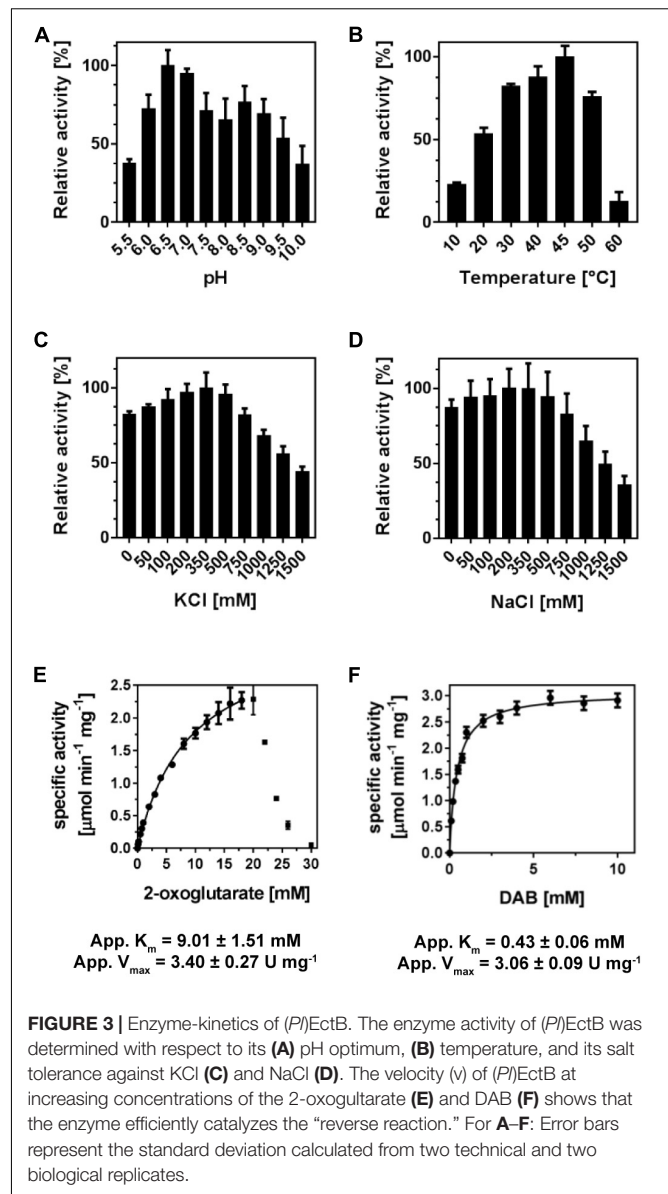 A
Relative activity [%]
100
50
0
5.5 6.0 6.5 7.0 7.5 8.0 8.5 9.0 9.5 10.0
pH
B
Relative activity [%]
100
50
0
10 20 30 40 45 50 60
Temperature [°C]
C
Relative activity [%]
100
50
0
0 50 100 200 350 500 750 1000 1250 1500
KCl [mM]
D
Relative activity [%]
100
50
0
0 50 100 200 350 500 750 1000 1250 1500
NaCl [mM]
E
specific activity
[µmol min⁻¹ mg⁻¹]
2.5
2.0
1.5
1.0
0.5
0.0
0 5 10 15 20 25 30
2-oxoglutarate [mM]
App. Km = 9.01 ± 1.51 mM
App. Vmax = 3.40 ± 0.27 U mg⁻¹
F
specific activity
[µmol min⁻¹ mg⁻¹]
3.0
2.5
2.0
1.5
1.0
0.5
0.0
0 5 10
DAB [mM]
App. Km = 0.43 ± 0.06 mM
App. Vmax = 3.06 ± 0.09 U mg⁻¹
FIGURE 3 | Enzyme-kinetics of (Pl)EctB. The enzyme activity of (Pl)EctB was
determined with respect to its (A) pH optimum, (B) temperature, and its salt
tolerance against KCl (C) and NaCl (D). The velocity (v) of (Pl)EctB at
increasing concentrations of the 2-oxogultarate (E) and DAB (F) shows that
the enzyme efficiently catalyzes the “reverse reaction.” For A–F: Error bars
represent the standard deviation calculated from two technical and two
biological replicates.